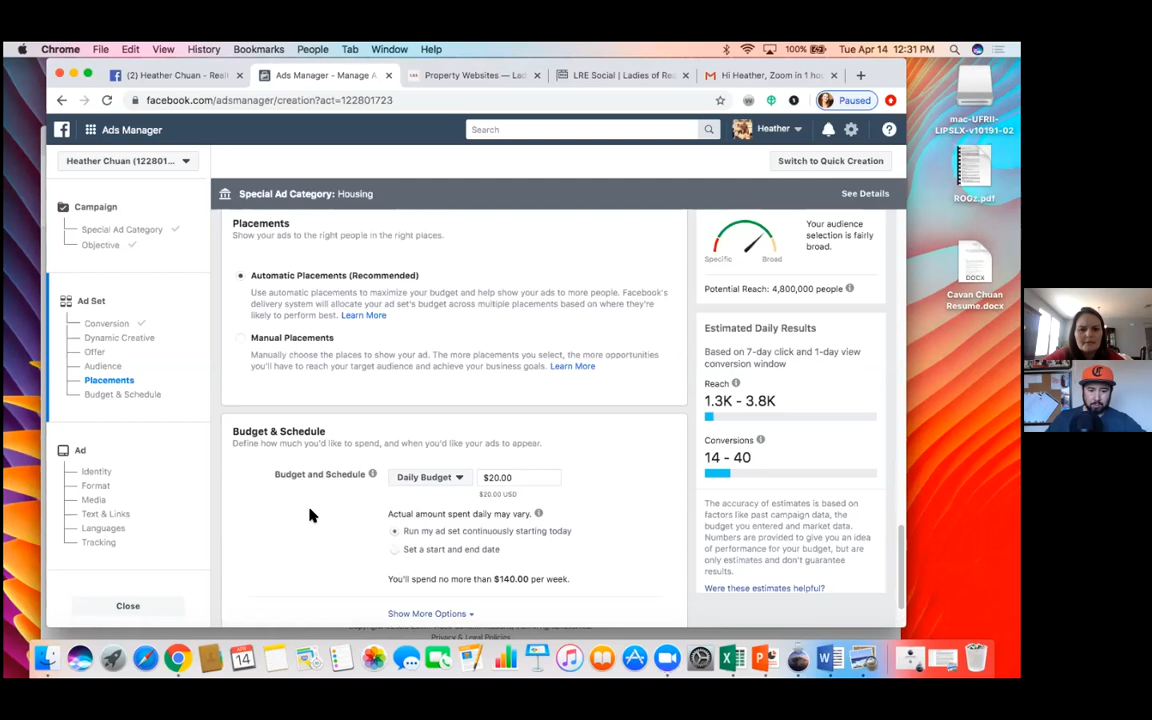 Chrome File Edit View History Bookmarks People Tab Window Help
100% Tue Apr 14 12:31 PM
(2) Heather Chuan - Real
Ads Manager - Manage A
Property Websites — Lad
LRE Social | Ladies of Rea
Hi Heather, Zoom in 1 hou
facebook.com/adsmanager/creation?act=122801723
Paused
Ads Manager
Search
Heather
Heather Chuan (122801...
Switch to Quick Creation
Special Ad Category: Housing
See Details
Campaign
Special Ad Category
Objective
Ad Set
Conversion
Dynamic Creative
Offer
Audience
Placements
Budget & Schedule
Ad
Identity
Format
Media
Text & Links
Languages
Tracking
Close
Placements
Show your ads to the right people in the right places.
Automatic Placements (Recommended)
Use automatic placements to maximize your budget and help show your ads to more people. Facebook's
delivery system will allocate your ad set's budget across multiple placements based on where they're
likely to perform best. Learn More
Manual Placements
Manually choose the places to show your ad. The more placements you select, the more opportunities
you'll have to reach your target audience and achieve your business goals. Learn More
Budget & Schedule
Define how much you'd like to spend, and when you'd like your ads to appear.
Budget and Schedule
Daily Budget
$20.00
$20.00 USD
Actual amount spent daily may vary.
Run my ad set continuously starting today
Set a start and end date
You'll spend no more than $140.00 per week.
Show More Options
Your audience
selection is fairly
broad.
Specific
Broad
Potential Reach: 4,800,000 people
Estimated Daily Results
Based on 7-day click and 1-day view
conversion window
Reach
1.3K - 3.8K
Conversions
14 - 40
The accuracy of estimates is based on
factors like past campaign data, the
budget you entered and market data.
Numbers are provided to give you an idea
of performance for your budget, but are
only estimates and don't guarantee
results.
Were these estimates helpful?
Privacy & Legal Policies
mac-UFRII-
LIPSLX-v10191-02
ROGz.pdf
DOCX
Cavan Chuan
Resume.docx